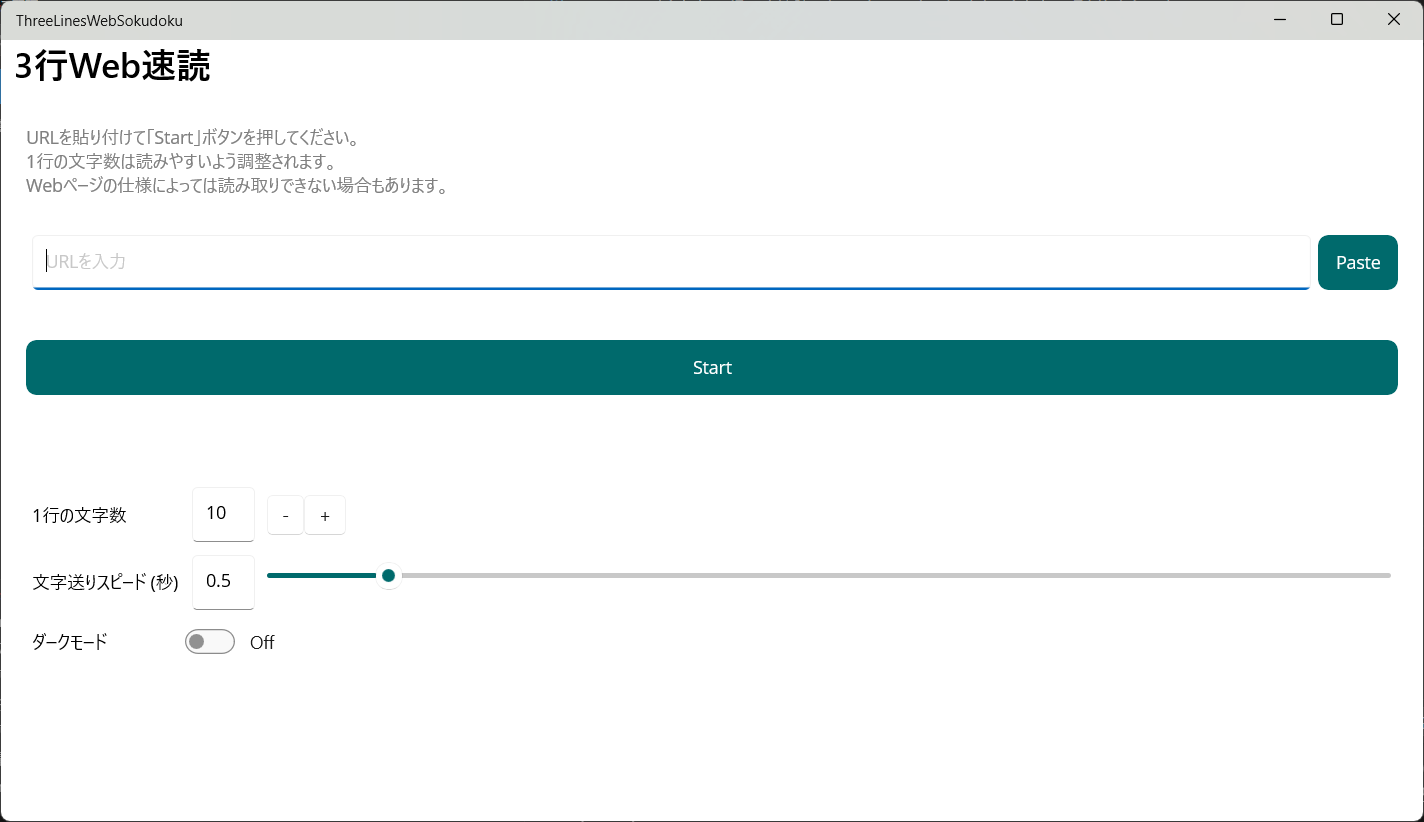 ThreeLinesWebSokudoku
3行Web速読
URLを貼り付けて「Start」ボタンを押してください。
1行の文字数は読みやすいよう調整されます。
Webページの仕様によっては読み取りできない場合もあります。
URLを入力
Paste
Start
1行の文字数 10 - +
文字送りスピード(秒) 0.5
ダークモード Off